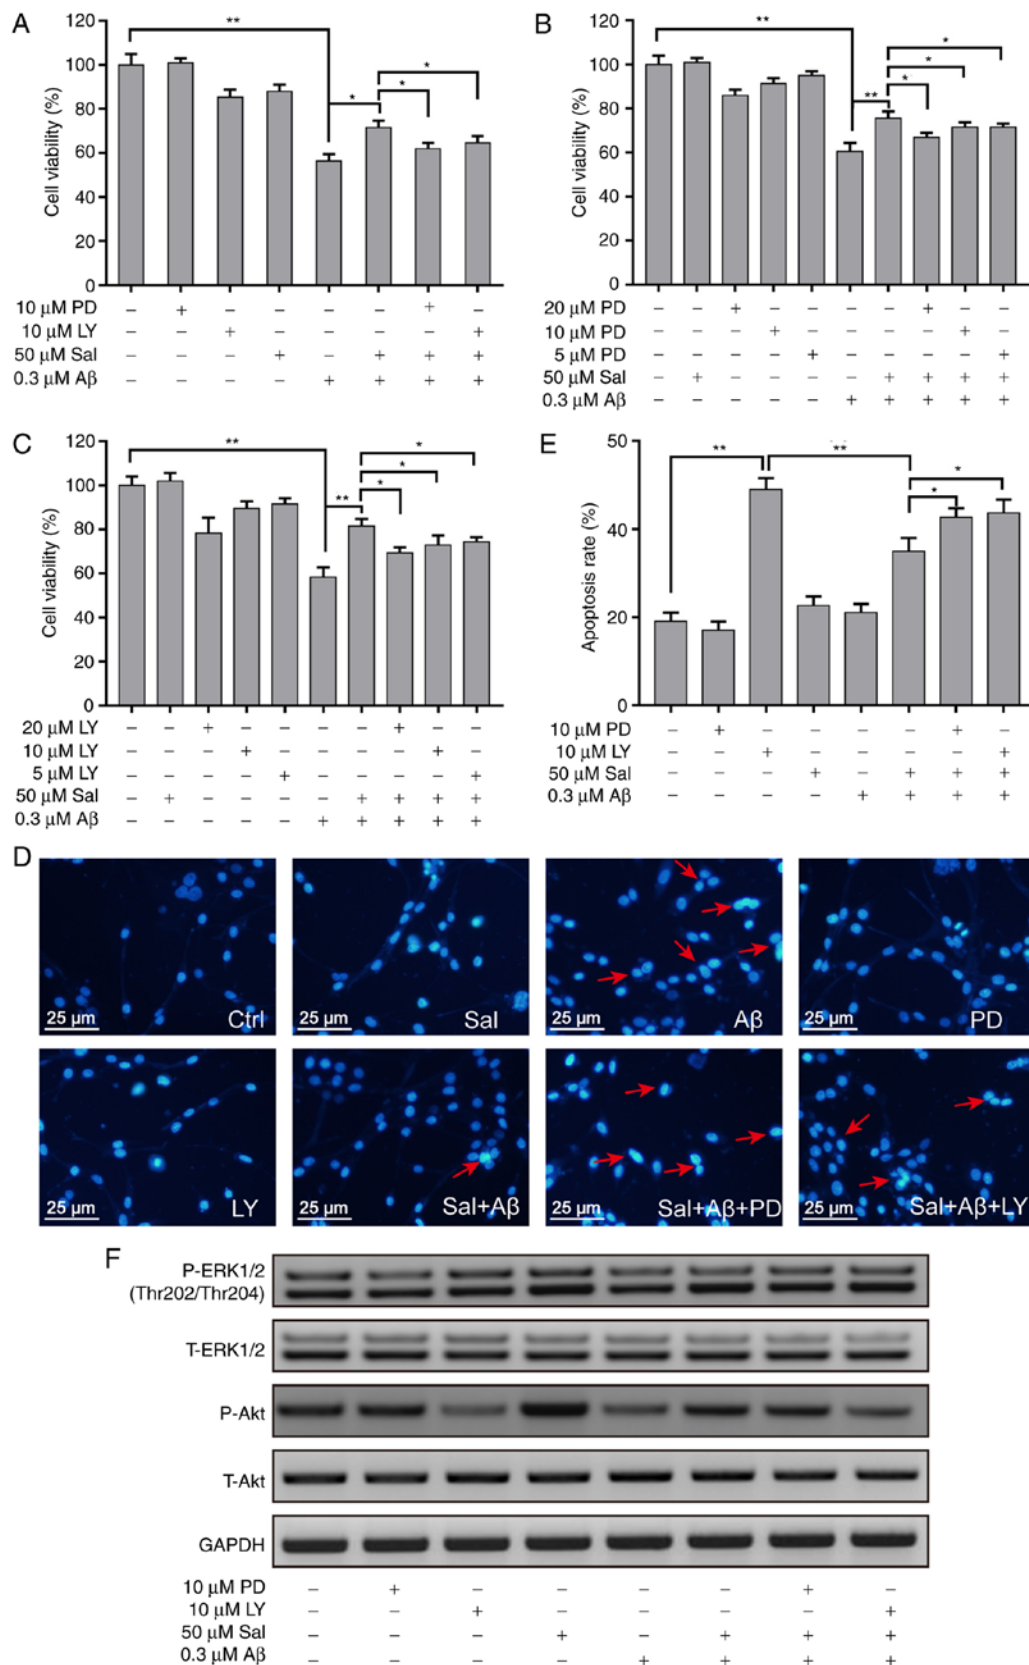 A
Cell viability (%)
120
100
80
60
40
20
0
**
*
*
*
10 μM PD – + – – – – + –
10 μM LY – – + – – – – +
50 μM Sal – – – + – + + +
0.3 μM Aβ – – – – + + + +
B
Cell viability (%)
120
100
80
60
40
20
0
**
**
*
*
*
20 μM PD – – + – – – – + – –
10 μM PD – – – + – – – – + –
5 μM PD – – – – + – – – – +
50 μM Sal – + – – – – + + + +
0.3 μM Aβ – – – – – + + + + +
C
Cell viability (%)
120
100
80
60
40
20
0
**
**
*
*
*
20 μM LY – – + – – – – + – –
10 μM LY – – – + – – – – + –
5 μM LY – – – – + – – – – +
50 μM Sal – + – – – – + + + +
0.3 μM Aβ – – – – – + + + + +
E
Apoptosis rate (%)
50
40
20
0
**
**
*
*
10 μM PD – + – – – – + –
10 μM LY – – + – – – – +
50 μM Sal – – – + – + + +
0.3 μM Aβ – – – – + + + +
D
25 μm Ctrl
25 μm Sal
25 μm Aβ
25 μm PD
25 μm LY
25 μm Sal+Aβ
25 μm Sal+Aβ+PD
25 μm Sal+Aβ+LY
F
P-ERK1/2
(Thr202/Thr204)
T-ERK1/2
P-Akt
T-Akt
GAPDH
10 μM PD – + – – – – + –
10 μM LY – – + – – – – +
50 μM Sal – – – + – + + +
0.3 μM Aβ – – – – + + + +